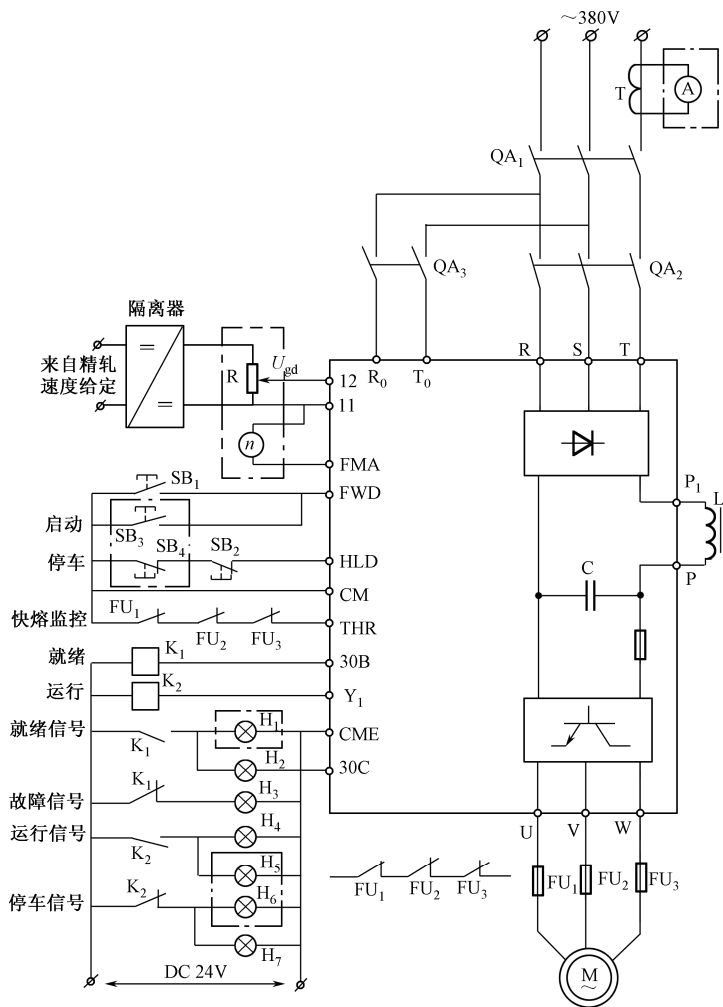 ～380V
T
A
QA₁
QA₃
QA₂
隔离器
来自精轧
速度给定
=
=
R
U_gd
n
12
11
FMA
FWD
HLD
CM
THR
30B
Y₁
CME
30C
R₀
T₀
R
S
T
P₁
L
P
C
SB₁
启动
SB₃
停车
SB₄
SB₂
快熔监控
FU₁
FU₂
FU₃
就绪
K₁
运行
K₂
就绪信号
K₁
H₁
H₂
故障信号
K₁
H₃
运行信号
K₂
H₄
H₅
停车信号
K₂
H₆
H₇
DC 24V
U
V
W
FU₁
FU₂
FU₃
FU₁
FU₂
FU₃
M
~